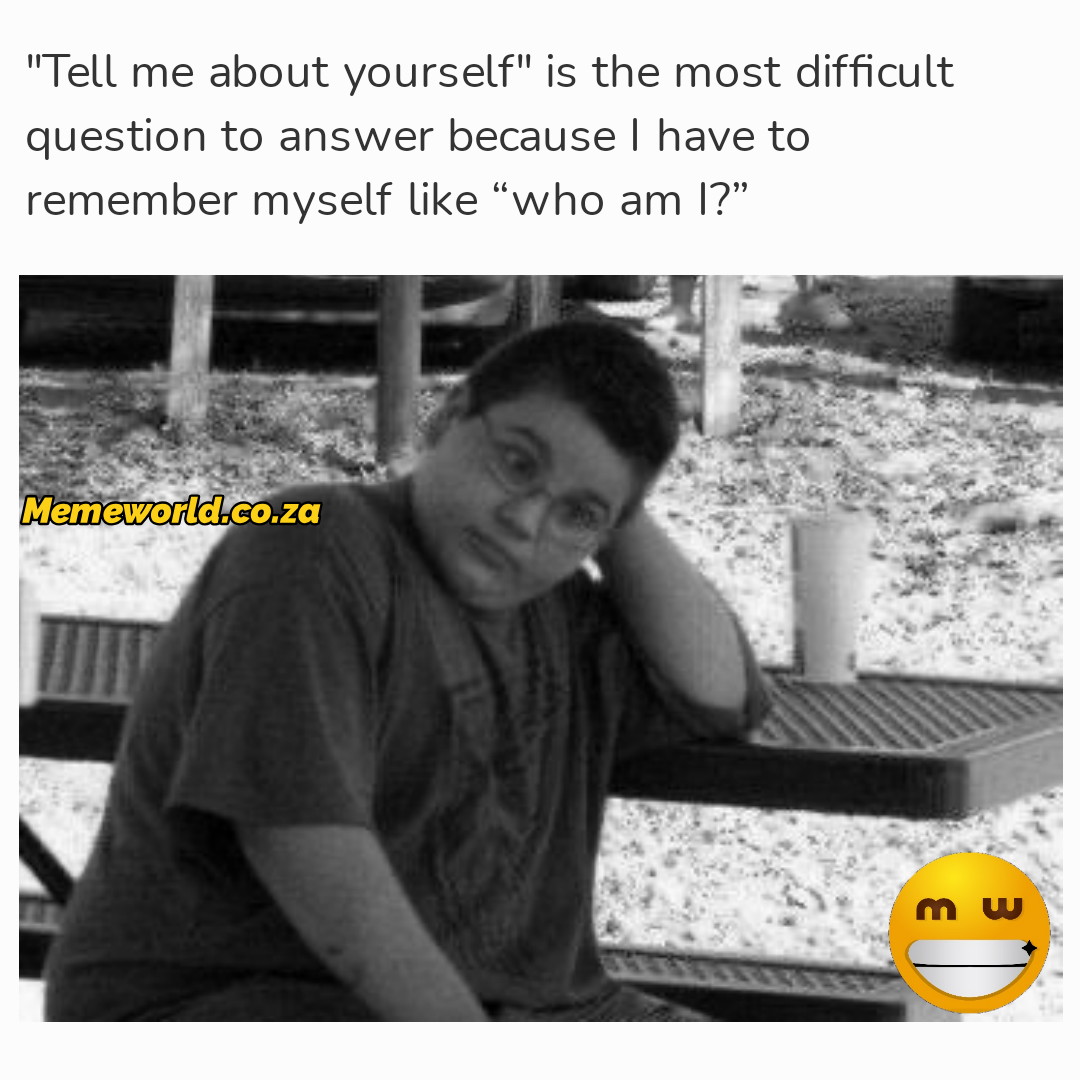 "Tell me about yourself" is the most difficult
question to answer because I have to
remember myself like “who am I?”
Memeworld.co.za
m w